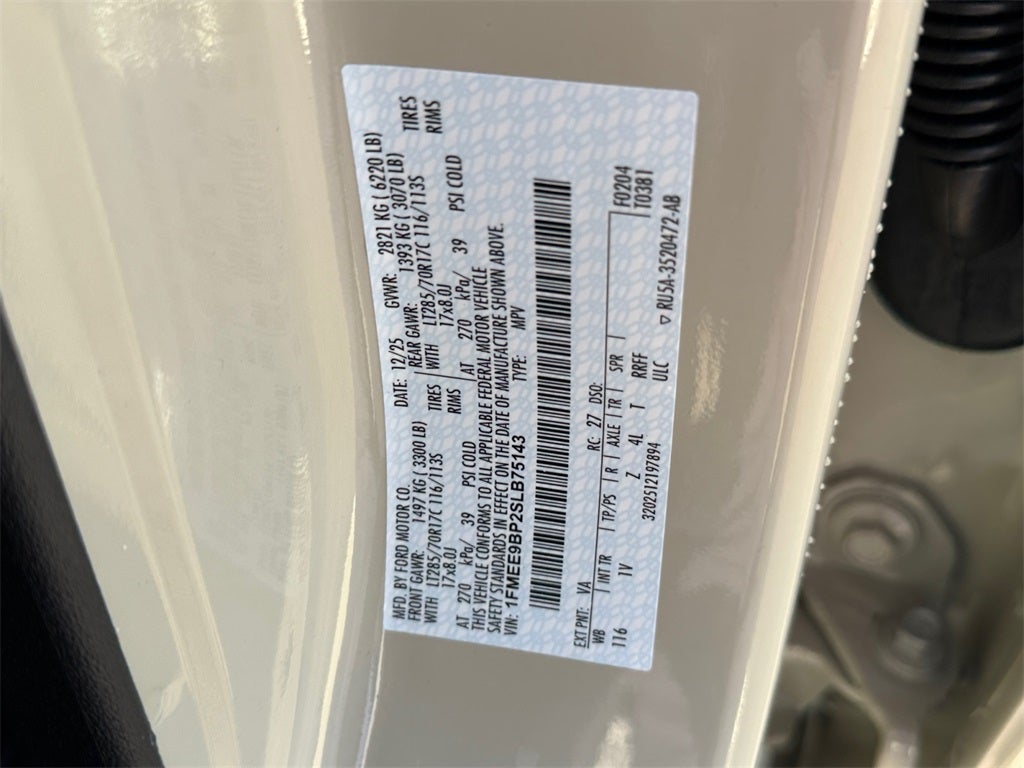 MFD. BY FORD MOTOR CO. DATE: 12/25 GVWR: 2821 KG ( 6220 LB)
FRONT GAWR: 1497 KG ( 3300 LB) REAR GAWR: 1393 KG ( 3070 LB)
WITH LT285/70R17C 116/113S TIRES WITH LT285/70R17C 116/113S TIRES
17x8.0J RIMS 17x8.0J RIMS
AT 270 kPa/ 39 PSI COLD AT 270 kPa/ 39 PSI COLD
THIS VEHICLE CONFORMS TO ALL APPLICABLE FEDERAL MOTOR VEHICLE
SAFETY STANDARDS IN EFFECT ON THE DATE OF MANUFACTURE SHOWN ABOVE.
VIN: 1FMEE9BP2SLB75143 TYPE: MPV
EXT PNT: VA RC: 27 DSO: F0204
WB INT TR TP/PS R AXLE TR SPR T0381
116 1V Z 4L T RRFF
3202512197894 ULC ▽ RU5A-3520472-AB